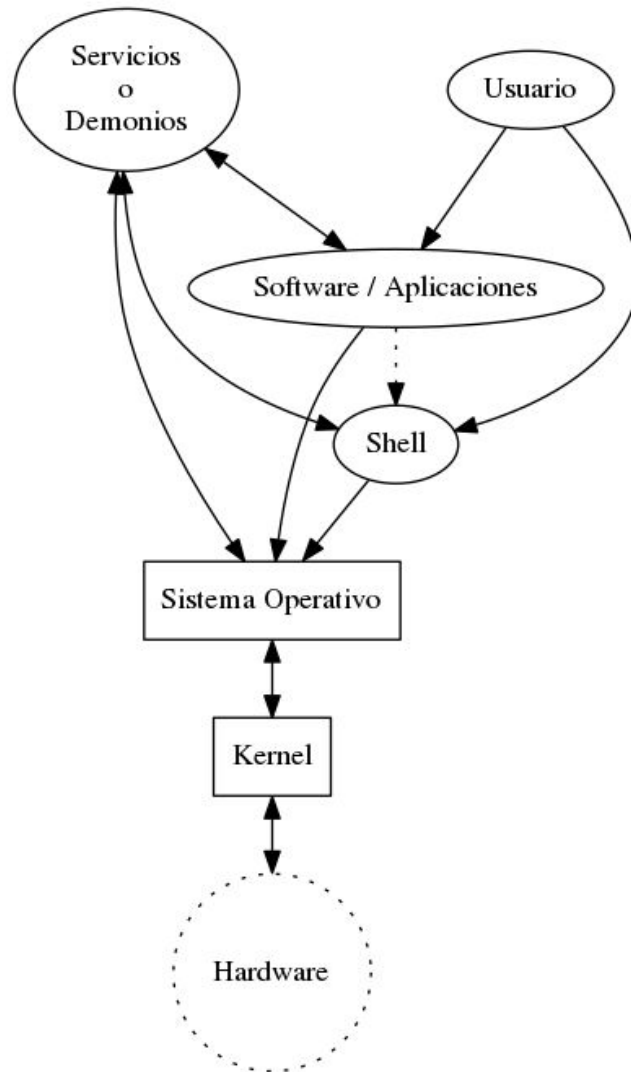 Servicios
o
Demonios
Usuario
Software / Aplicaciones
Shell
Sistema Operativo
Kernel
Hardware